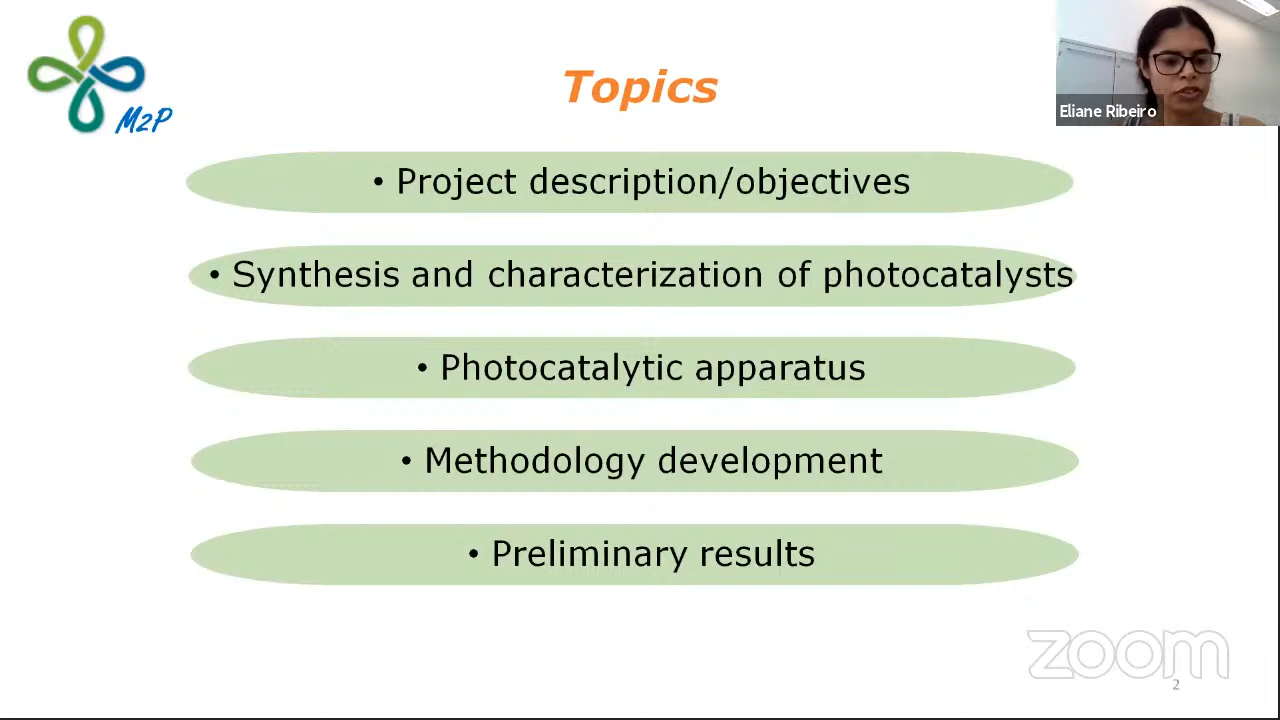 M2P
Topics
Eliane Ribeiro
• Project description/objectives
• Synthesis and characterization of photocatalysts
• Photocatalytic apparatus
• Methodology development
• Preliminary results
zoom
2